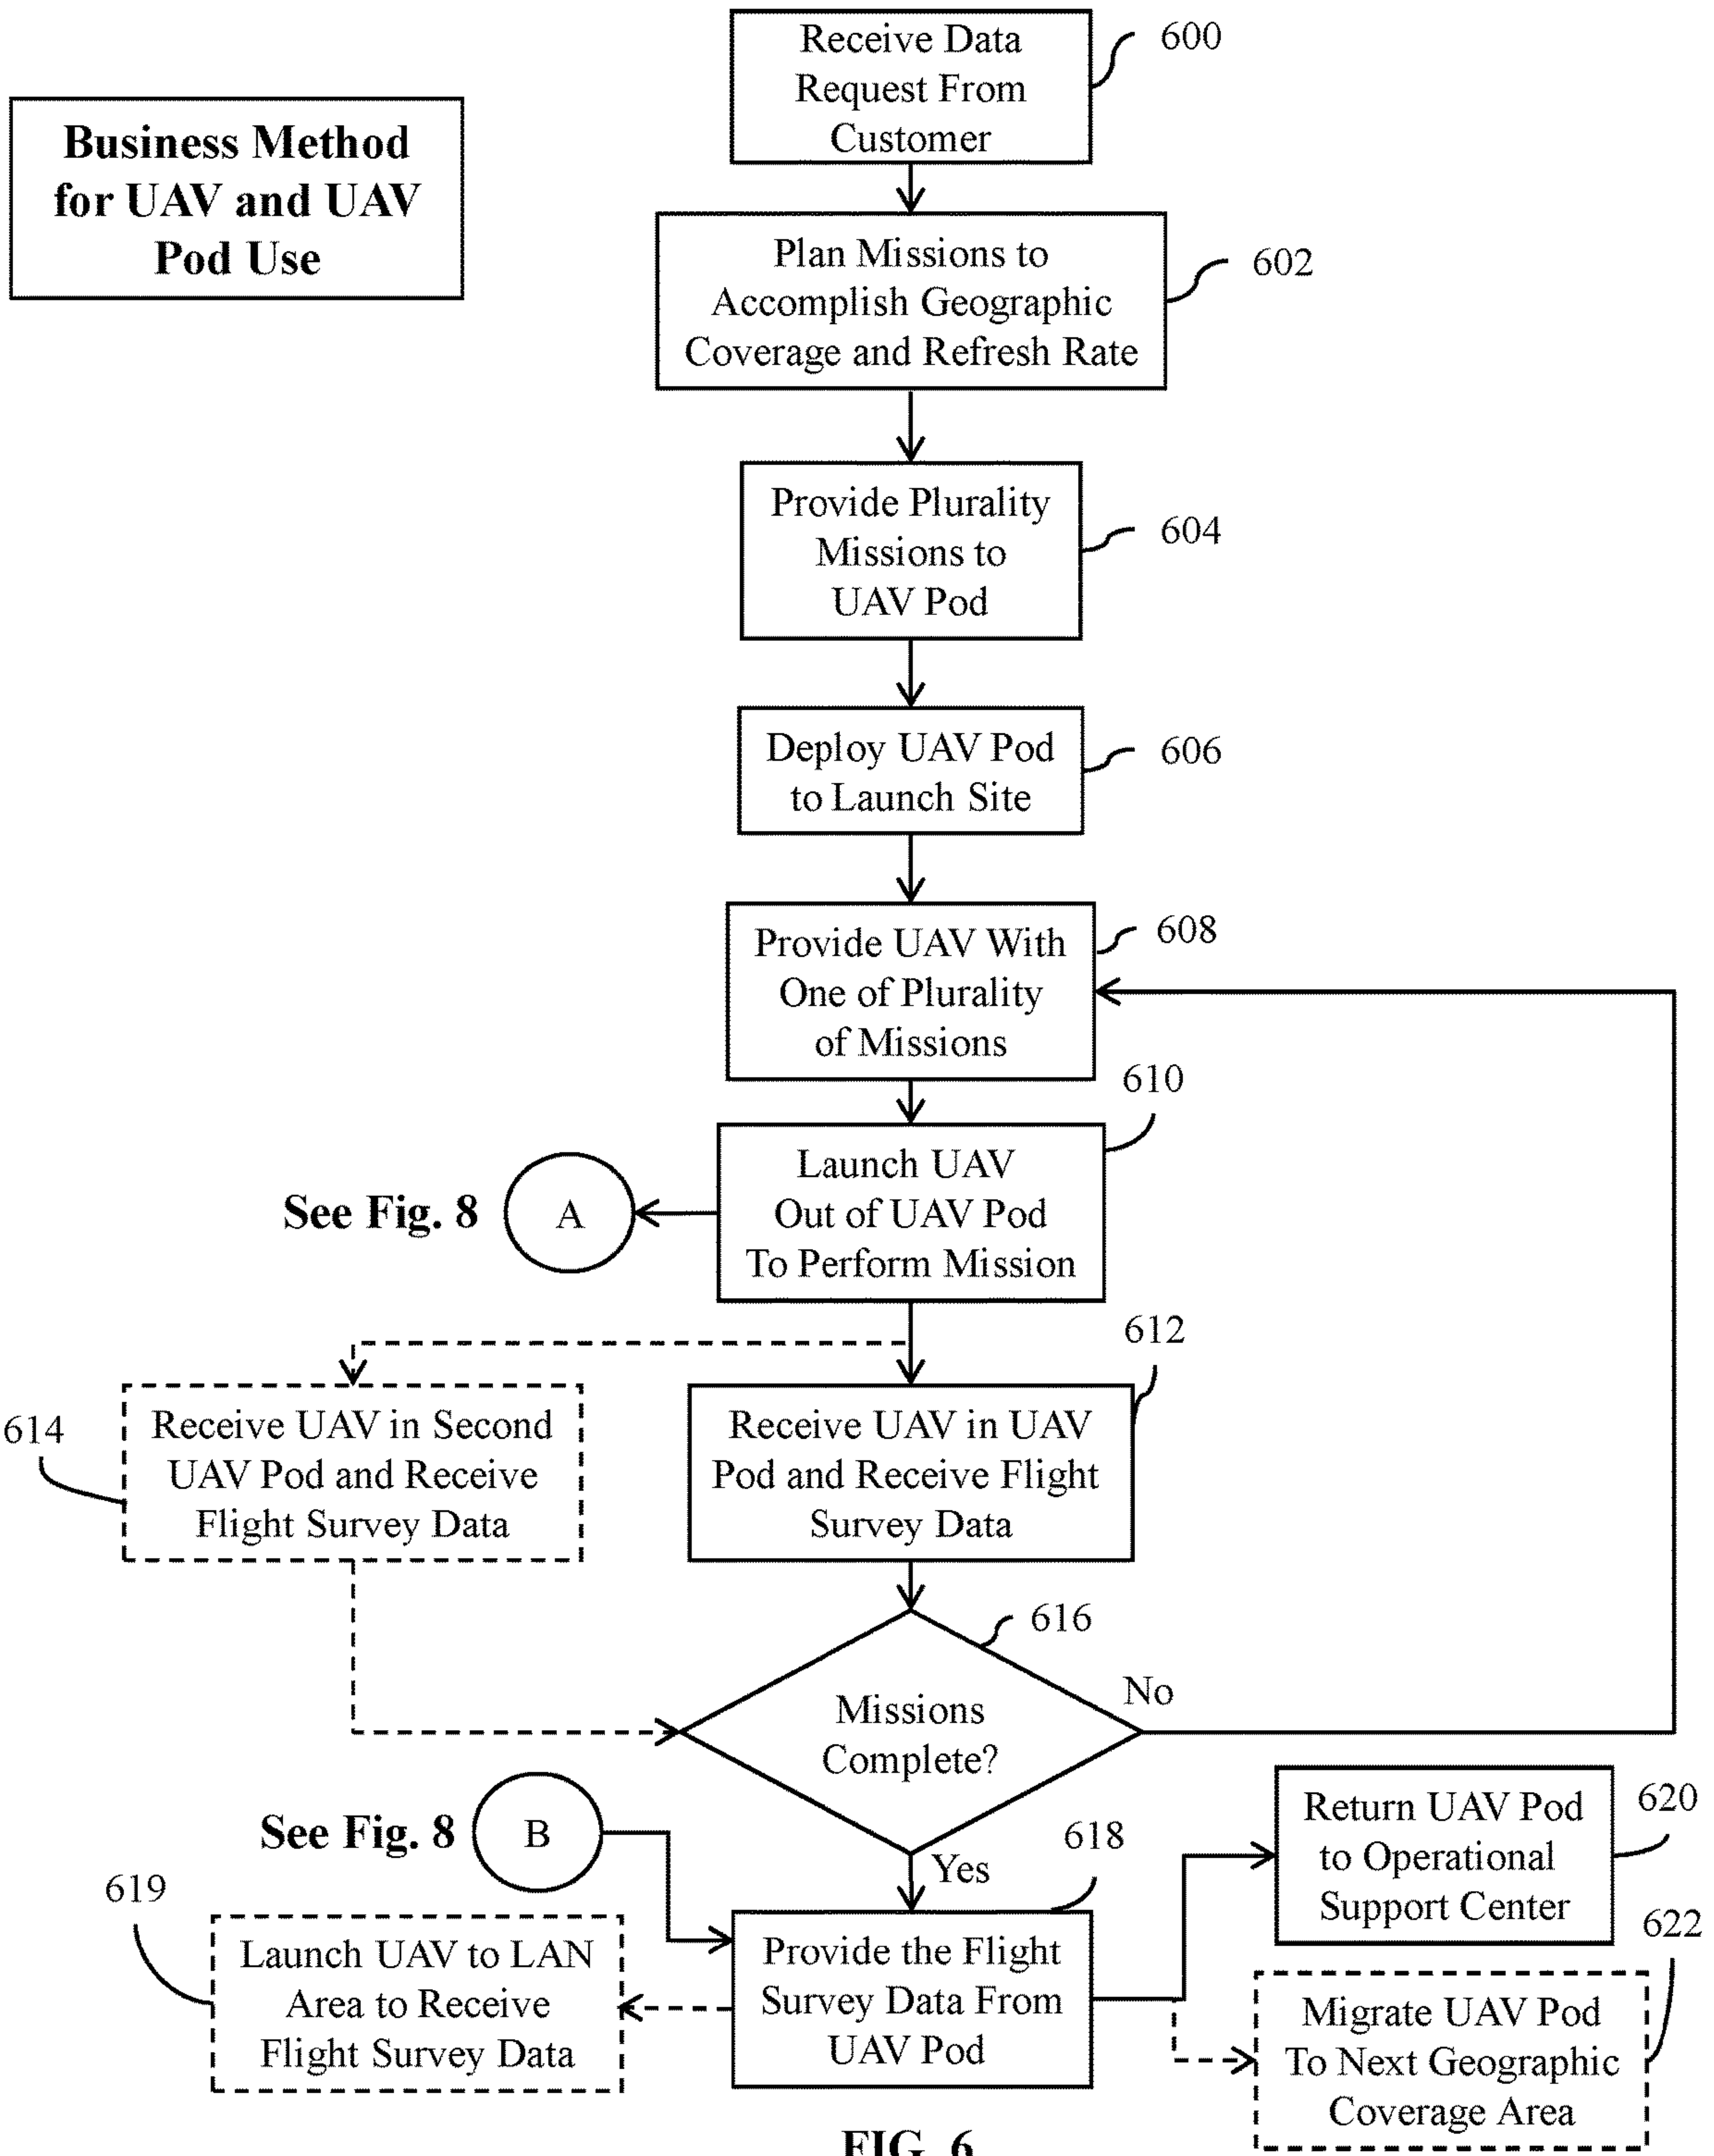 Receive Data
Request From
Customer
600
Business Method
for UAV and UAV
Pod Use
Plan Missions to
Accomplish Geographic
Coverage and Refresh Rate
602
Provide Plurality
Missions to
UAV Pod
604
Deploy UAV Pod
to Launch Site
606
Provide UAV With
One of Plurality
of Missions
608
Launch UAV
Out of UAV Pod
To Perform Mission
610
See Fig. 8
A
612
614
Receive UAV in Second
UAV Pod and Receive
Flight Survey Data
Receive UAV in UAV
Pod and Receive Flight
Survey Data
616
Missions
Complete?
No
Yes
See Fig. 8
B
618
Return UAV Pod
to Operational
Support Center
620
619
Launch UAV to LAN
Area to Receive
Flight Survey Data
Provide the Flight
Survey Data From
UAV Pod
622
Migrate UAV Pod
To Next Geographic
Coverage Area
FIG. 6